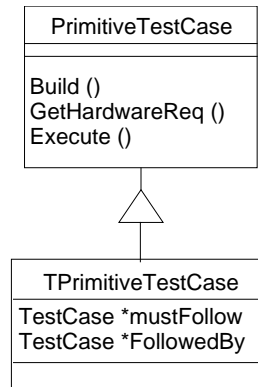 PrimitiveTestCase
Build ()
GetHardwareReq ()
Execute ()
TPrimitiveTestCase
TestCase *mustFollow
TestCase *FollowedBy